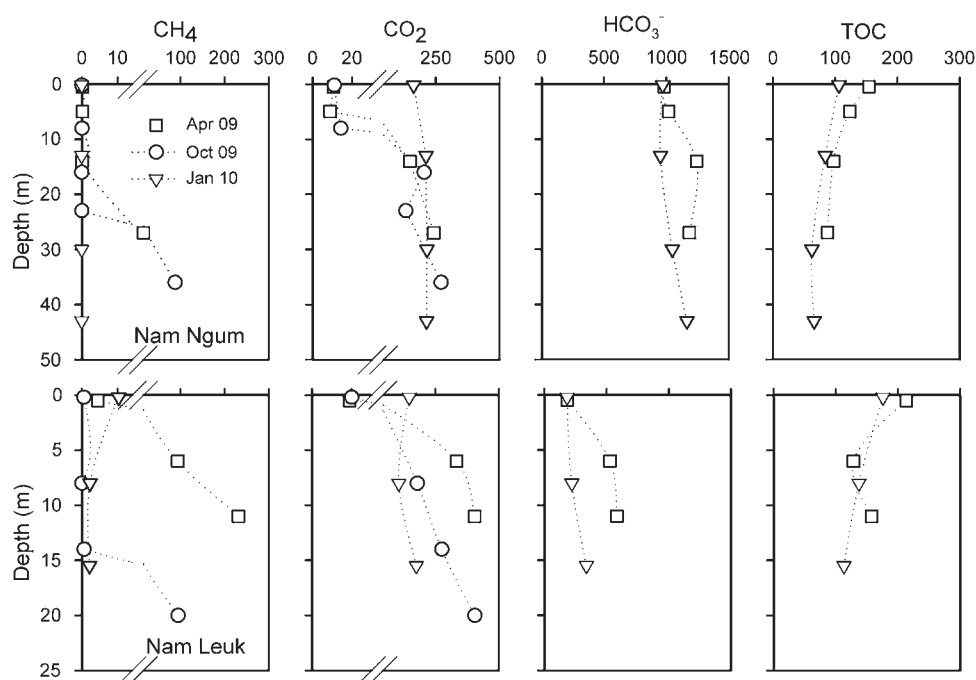 CH4 CO2 HCO3- TOC
0 10 100 200 300 0 20 250 500 0 500 1000 1500 0 100 200 300
0
10
20
30
40
50
Depth (m)
Apr 09
Oct 09
Jan 10
Nam Ngum
0
5
10
15
20
25
Depth (m)
Nam Leuk